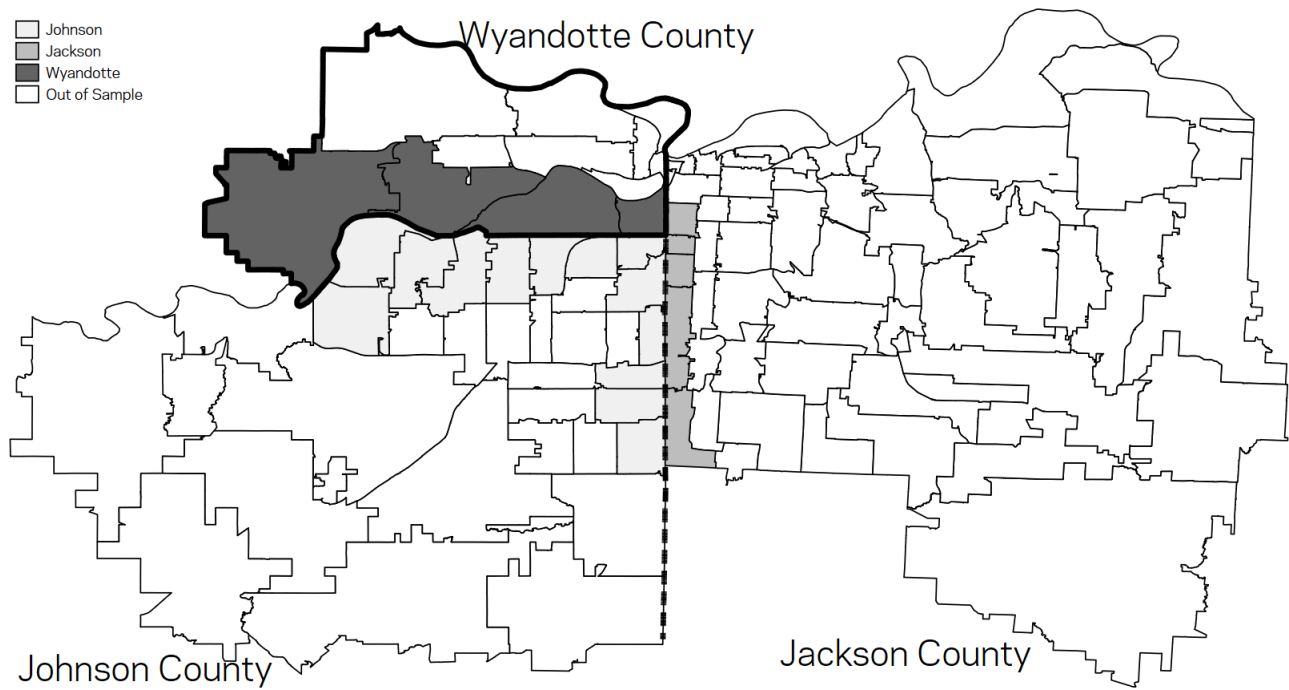 Wyandotte County
Johnson
Jackson
Wyandotte
Out of Sample
Johnson County
Jackson County